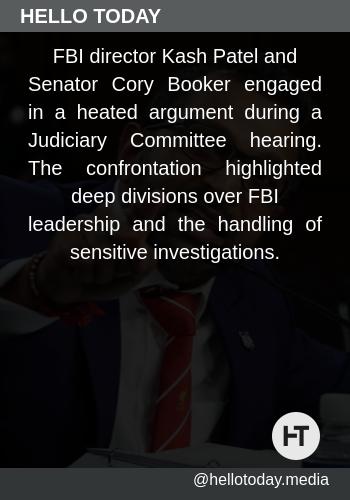 HELLO TODAY
FBI director Kash Patel and
Senator Cory Booker engaged
in a heated argument during a
Judiciary Committee hearing.
The confrontation highlighted
deep divisions over FBI
leadership and the handling of
sensitive investigations.
HT
@hellotoday.media